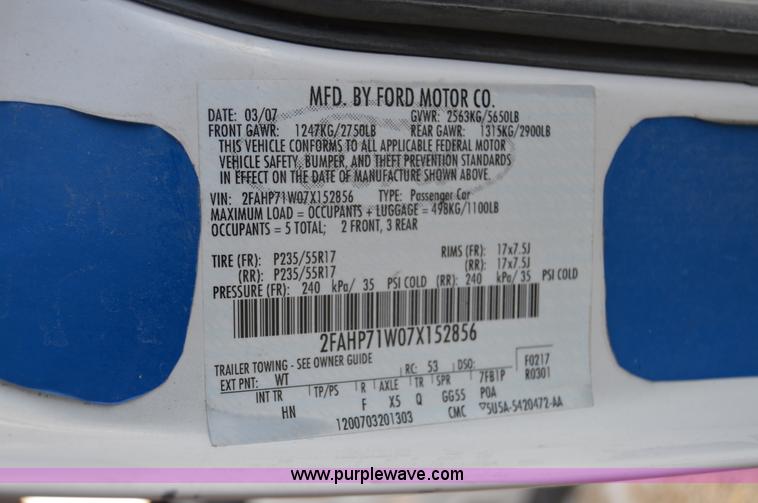 MFD. BY FORD MOTOR CO.
DATE: 03/07 GVWR: 2563KG/5650LB
FRONT GAWR: 1247KG/2750LB REAR GAWR: 1315KG/2900LB
THIS VEHICLE CONFORMS TO ALL APPLICABLE FEDERAL MOTOR
VEHICLE SAFETY, BUMPER, AND THEFT PREVENTION STANDARDS
IN EFFECT ON THE DATE OF MANUFACTURE SHOWN ABOVE.
VIN: 2FAHP71W07X152856 TYPE: Passenger Car
MAXIMUM LOAD = OCCUPANTS + LUGGAGE = 498KG/1100LB
OCCUPANTS = 5 TOTAL; 2 FRONT, 3 REAR
TIRE (FR): P235/55R17 RIMS (FR): 17x7.5J
(RR): P235/55R17 (RR): 17x7.5J
PRESSURE (FR): 240 kPa/ 35 PSI COLD (RR): 240 kPa/ 35 PSI COLD
2FAHP71W07X152856
TRAILER TOWING - SEE OWNER GUIDE
EXT PNT: WT RC: 53 DSO: F0217
INT TR TP/PS R AXLE TR SPR 7FB1P R0301
HN F X5 Q GG55 POA
1200703201303 CMC ▽5U5A-5420472-AA
www.purplewave.com